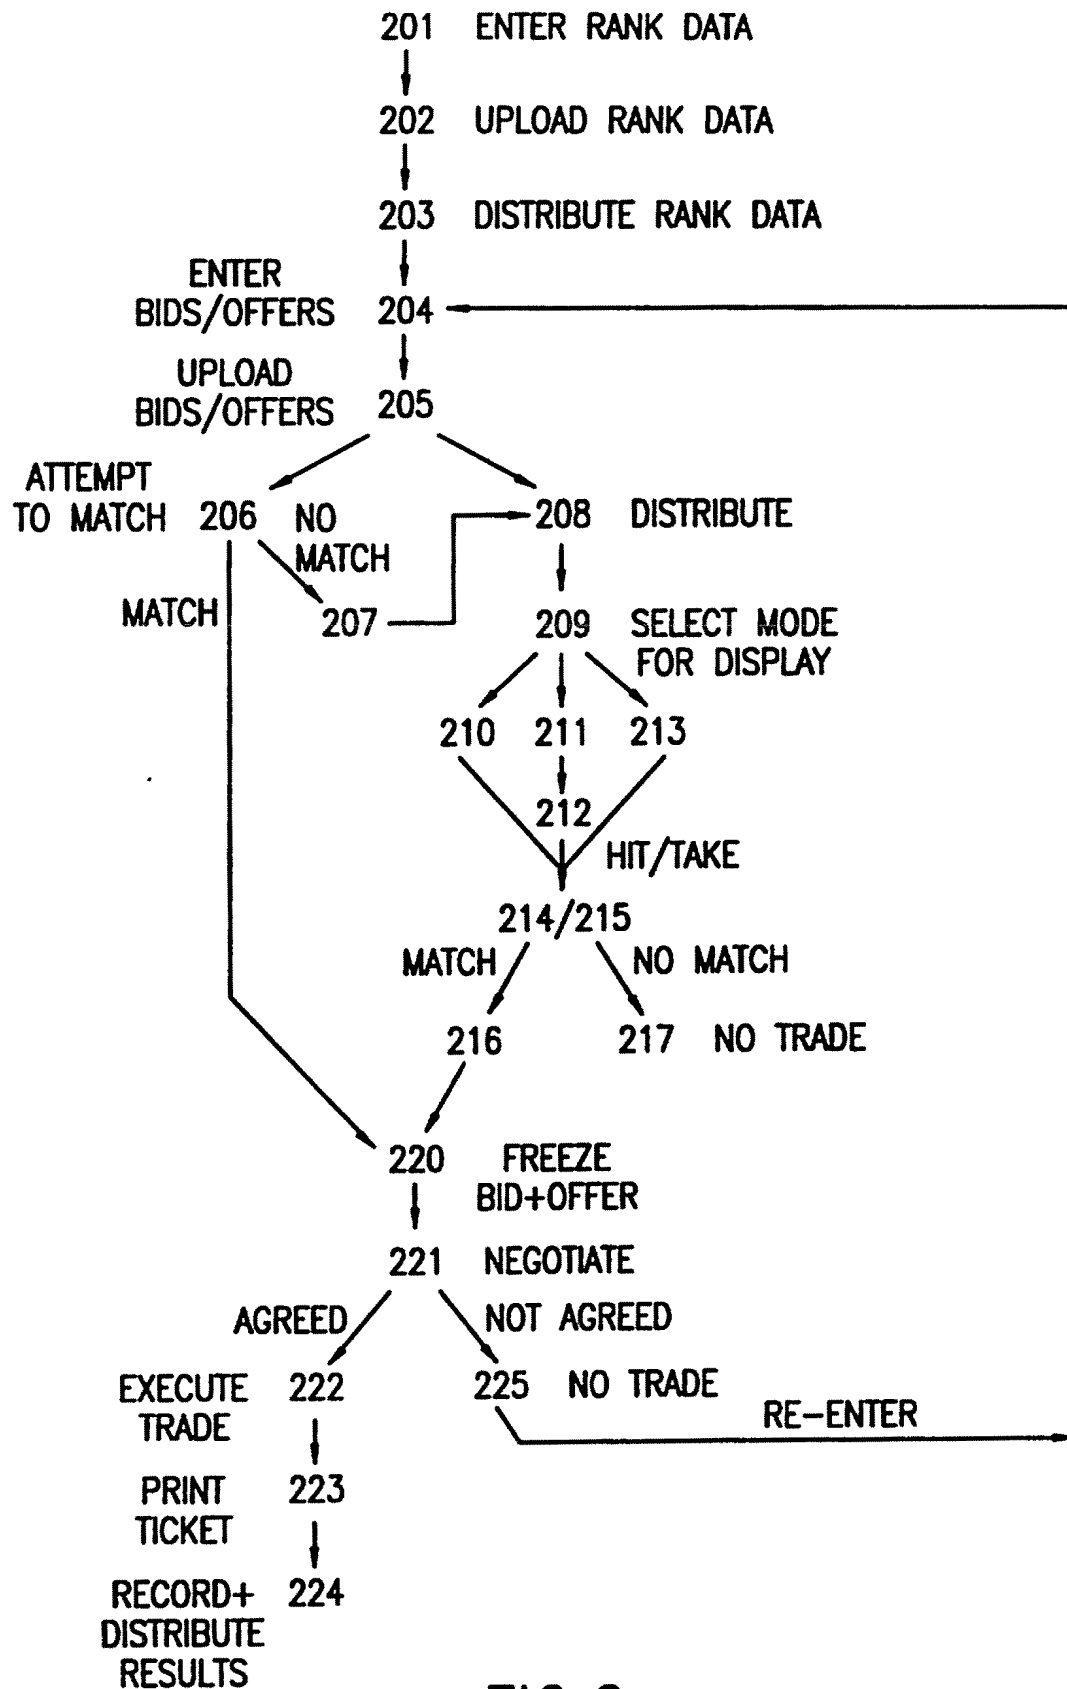 201 ENTER RANK DATA
202 UPLOAD RANK DATA
203 DISTRIBUTE RANK DATA
ENTER
BIDS/OFFERS 204
UPLOAD
BIDS/OFFERS 205
ATTEMPT
TO MATCH 206 NO
MATCH
208 DISTRIBUTE
MATCH
207
209 SELECT MODE
FOR DISPLAY
210 211 213
212
HIT/TAKE
214/215
MATCH NO MATCH
216 217 NO TRADE
220 FREEZE
BID+OFFER
221 NEGOTIATE
AGREED NOT AGREED
EXECUTE 222
TRADE
225 NO TRADE
RE-ENTER
PRINT 223
TICKET
RECORD+ 224
DISTRIBUTE
RESULTS